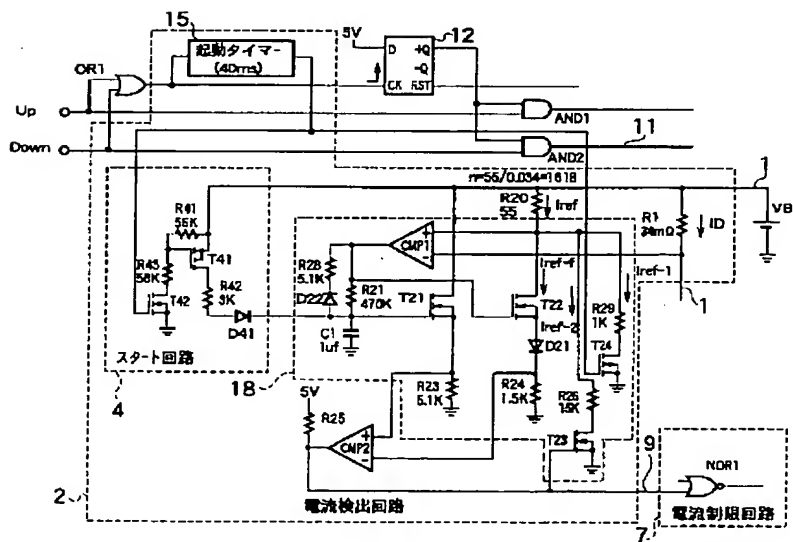 15
起動タイマー
(40ms)
5V
D
+Q
-Q
CK
RST
12
OR1
Up
Down
AND1
AND2
11
n=55/0.034=1618
1
R20
55
Iref
R1
34mΩ
ID
VB
R41
56K
T41
R43
56K
T42
R42
3K
D41
スタート回路
4
CMP1
R28
5.1K
D22
R21
470K
C1
1uf
T21
T22
Iref-f
Iref-1
Iref-2
R29
1K
T24
1
D21
18
R23
5.1K
R24
1.5K
R26
15K
T23
5V
R25
CMP2
9
NOR1
2
電流検出回路
7
電流制限回路